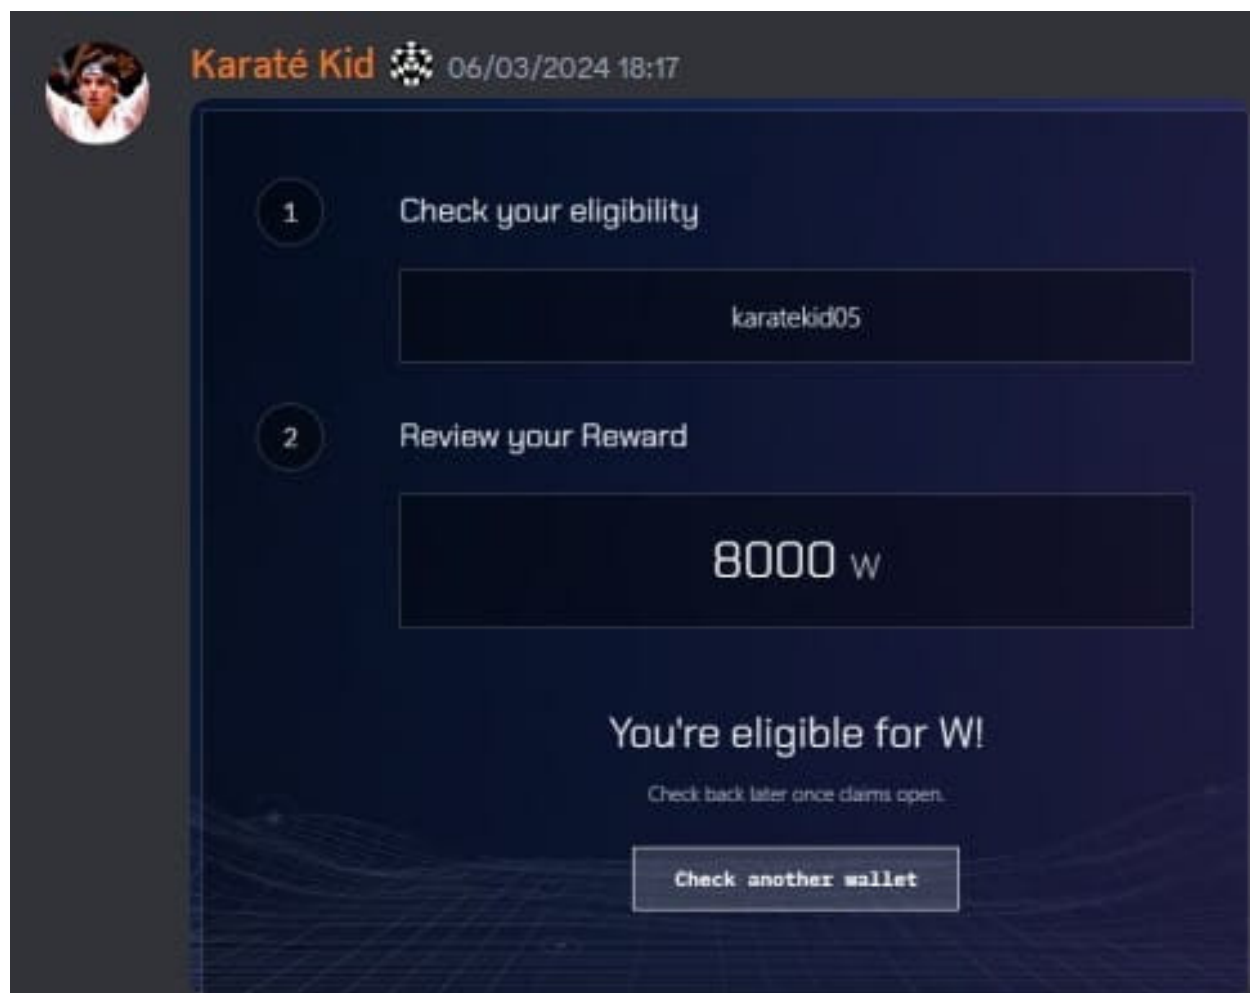 Karaté Kid 06/03/2024 18:17
1 Check your eligibility
karatekid05
2 Review your Reward
8000 W
You're eligible for W!
Check back later once claims open.
Check another wallet